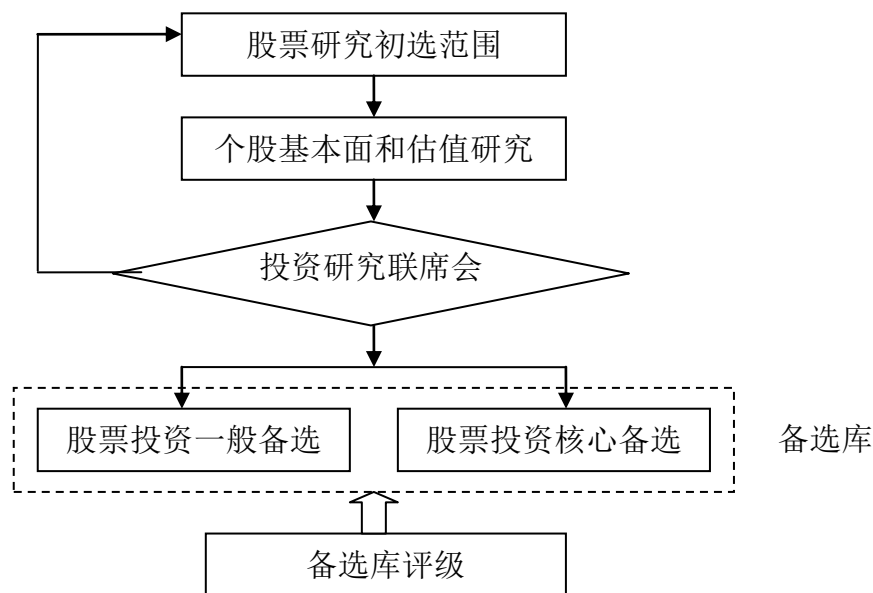 股票研究初选范围
个股基本面和估值研究
投资研究联席会
股票投资一般备选
股票投资核心备选
备选库
备选库评级